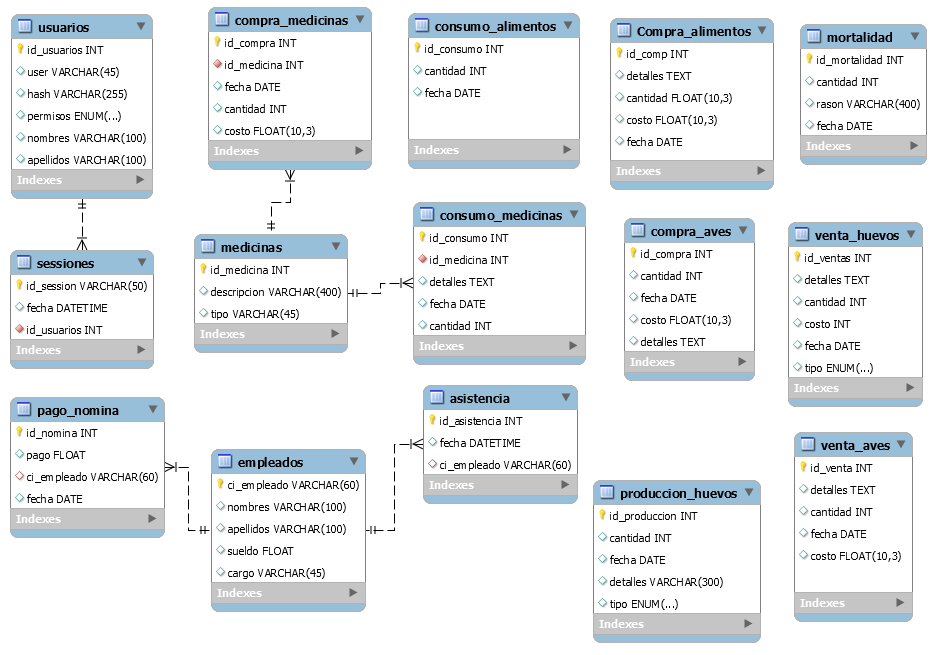 usuarios
id_usuarios INT
user VARCHAR(45)
hash VARCHAR(255)
permisos ENUM(...)
nombres VARCHAR(100)
apellidos VARCHAR(100)
Indexes
compra_medicinas
id_compra INT
id_medicina INT
fecha DATE
cantidad INT
costo FLOAT(10,3)
Indexes
consumo_alimentos
id_consumo INT
cantidad INT
fecha DATE
Indexes
Compra_alimentos
id_comp INT
detalles TEXT
cantidad FLOAT(10,3)
costo FLOAT(10,3)
fecha DATE
Indexes
mortalidad
id_mortalidad INT
cantidad INT
rason VARCHAR(400)
fecha DATE
Indexes
sessiones
id_session VARCHAR(50)
fecha DATETIME
id_usuarios INT
Indexes
medicinas
id_medicina INT
descripcion VARCHAR(400)
tipo VARCHAR(45)
Indexes
consumo_medicinas
id_consumo INT
id_medicina INT
detalles TEXT
fecha DATE
cantidad INT
Indexes
compra_aves
id_compra INT
cantidad INT
fecha DATE
costo FLOAT(10,3)
detalles TEXT
Indexes
venta_huevos
id_ventas INT
detalles TEXT
cantidad INT
costo INT
fecha DATE
tipo ENUM(...)
Indexes
pago_nomina
id_nomina INT
pago FLOAT
ci_empleado VARCHAR(60)
fecha DATE
Indexes
empleados
ci_empleado VARCHAR(60)
nombres VARCHAR(100)
apellidos VARCHAR(100)
sueldo FLOAT
cargo VARCHAR(45)
Indexes
asistencia
id_asistencia INT
fecha DATETIME
ci_empleado VARCHAR(60)
Indexes
produccion_huevos
id_produccion INT
cantidad INT
fecha DATE
detalles VARCHAR(300)
tipo ENUM(...)
Indexes
venta_aves
id_venta INT
detalles TEXT
cantidad INT
fecha DATE
costo FLOAT(10,3)
Indexes